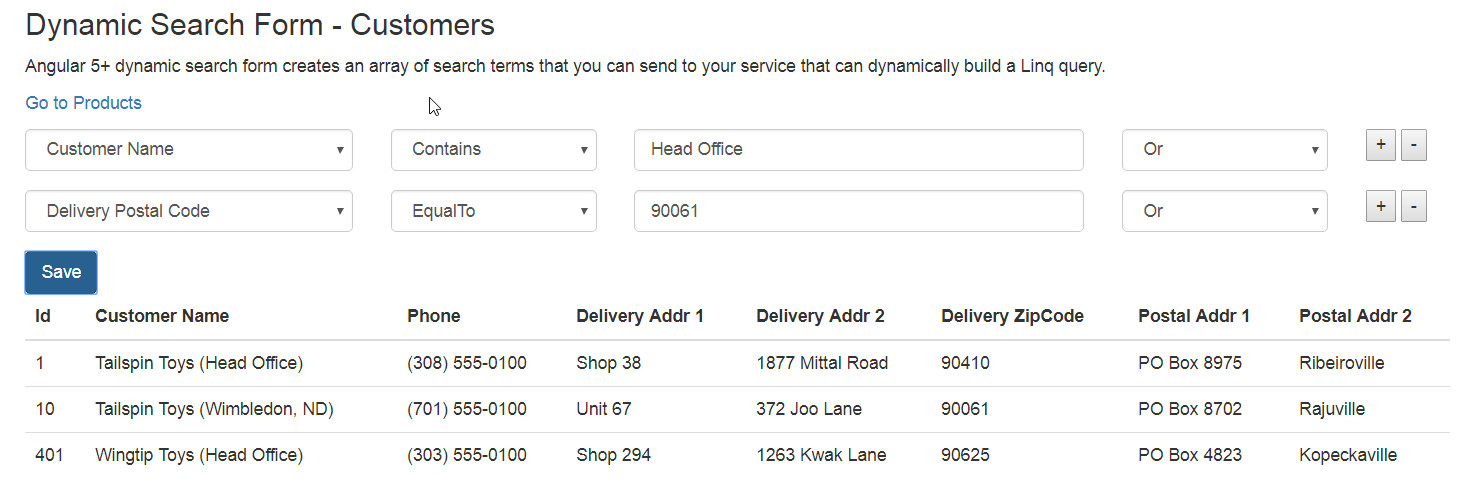 Dynamic Search Form - Customers
Angular 5+ dynamic search form creates an array of search terms that you can send to your service that can dynamically build a Linq query.
Go to Products
Customer Name Contains Head Office Or + -
Delivery Postal Code EqualTo 90061 Or + -
Save
Id Customer Name Phone Delivery Addr 1 Delivery Addr 2 Delivery ZipCode Postal Addr 1 Postal Addr 2
1 Tailspin Toys (Head Office) (308) 555-0100 Shop 38 1877 Mittal Road 90410 PO Box 8975 Ribeiroville
10 Tailspin Toys (Wimbledon, ND) (701) 555-0100 Unit 67 372 Joo Lane 90061 PO Box 8702 Rajuville
401 Wingtip Toys (Head Office) (303) 555-0100 Shop 294 1263 Kwak Lane 90625 PO Box 4823 Kopeckaville